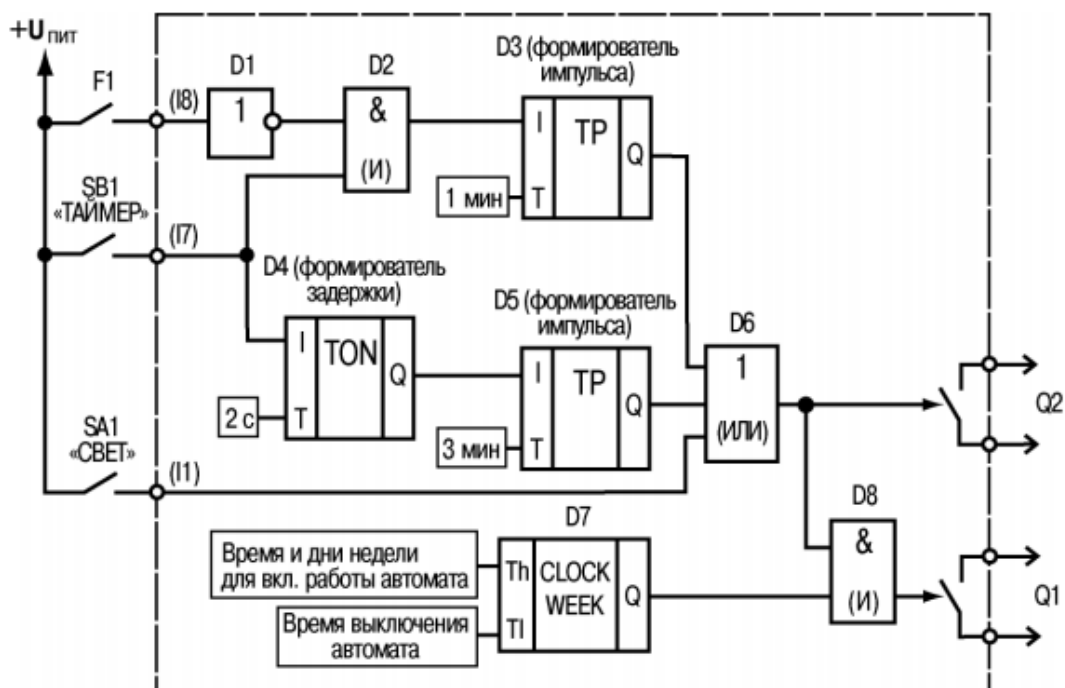 +Uпит
F1
(I8)
D1
1
D2
&
(И)
D3 (формирователь
импульса)
I
TP
Q
1 мин
T
SB1
«ТАЙМЕР»
(I7)
D4 (формирователь
задержки)
I
TON
Q
2 с
T
D5 (формирователь
импульса)
I
TP
Q
3 мин
T
D6
1
(ИЛИ)
Q2
SA1
«СВЕТ»
(I1)
D7
Время и дни недели
для вкл. работы автомата
Th
CLOCK
WEEK
Q
Время выключения
автомата
Tl
D8
&
(И)
Q1